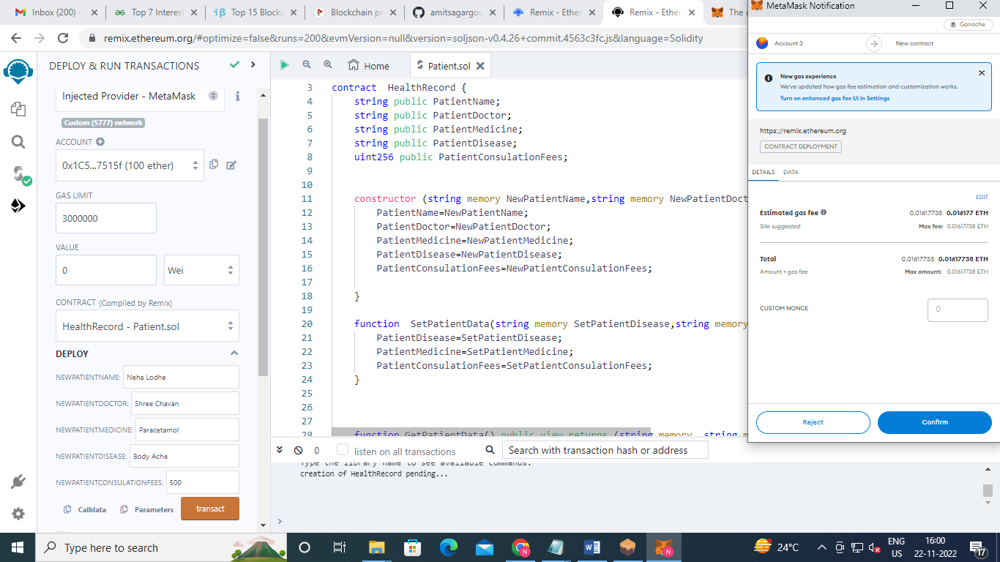 Inbox (200) -
Top 7 Interest
Top 15 Block
Blockchain pr
amitsagargov
Remix - Ether
Remix - Ether
The
MetaMask Notification
remix.ethereum.org/#optimize=false&runs=200&evmVersion=null&version=soljson-v0.4.26+commit.4563c3fc.js&language=Solidity
Ganache
Account 3
New contract
New gas experience
We've updated how gas fee estimation and customization works.
Turn on enhanced gas fee UI in Settings
https://remix.ethereum.org
CONTRACT DEPLOYMENT
DETAILS
DATA
EDIT
Estimated gas fee
0.01617738 0.016177 ETH
Site suggested
Max fee: 0.01617738 ETH
Total
0.01617738 0.01617738 ETH
Amount + gas fee
Max amount: 0.01617738 ETH
CUSTOM NONCE
0
Reject
Confirm
DEPLOY & RUN TRANSACTIONS
Injected Provider - MetaMask
Custom (5777) network
ACCOUNT
0x1C5...7515f (100 ether)
GAS LIMIT
3000000
VALUE
0
Wei
CONTRACT (Compiled by Remix)
HealthRecord - Patient.sol
DEPLOY
NEWPATIENTNAME: Neha Lodhe
NEWPATIENTDOCTOR: Shree Chavan
NEWPATIENTMEDICINE: Paracetamol
NEWPATIENTDISEASE: Body Ache
NEWPATIENTCONSULATIONFEES: 500
Calldata
Parameters
transact
Home
Patient.sol
3 contract HealthRecord {
4 string public PatientName;
5 string public PatientDoctor;
6 string public PatientMedicine;
7 string public PatientDisease;
8 uint256 public PatientConsulationFees;
9
10
11 constructor (string memory NewPatientName,string memory NewPatientDoct
12 PatientName=NewPatientName;
13 PatientDoctor=NewPatientDoctor;
14 PatientMedicine=NewPatientMedicine;
15 PatientDisease=NewPatientDisease;
16 PatientConsulationFees=NewPatientConsulationFees;
17
18 }
19
20 function SetPatientData(string memory SetPatientDisease,string memory
21 PatientDisease=SetPatientDisease;
22 PatientMedicine=SetPatientMedicine;
23 PatientConsulationFees=SetPatientConsulationFees;
24 }
25
26
27
28 function GetPatientData() public view returns (string memory, string m
0
listen on all transactions
Search with transaction hash or address
Type the library name to see available commands.
creation of HealthRecord pending...
>
Type here to search
24°C
ENG
US
16:00
22-11-2022
17